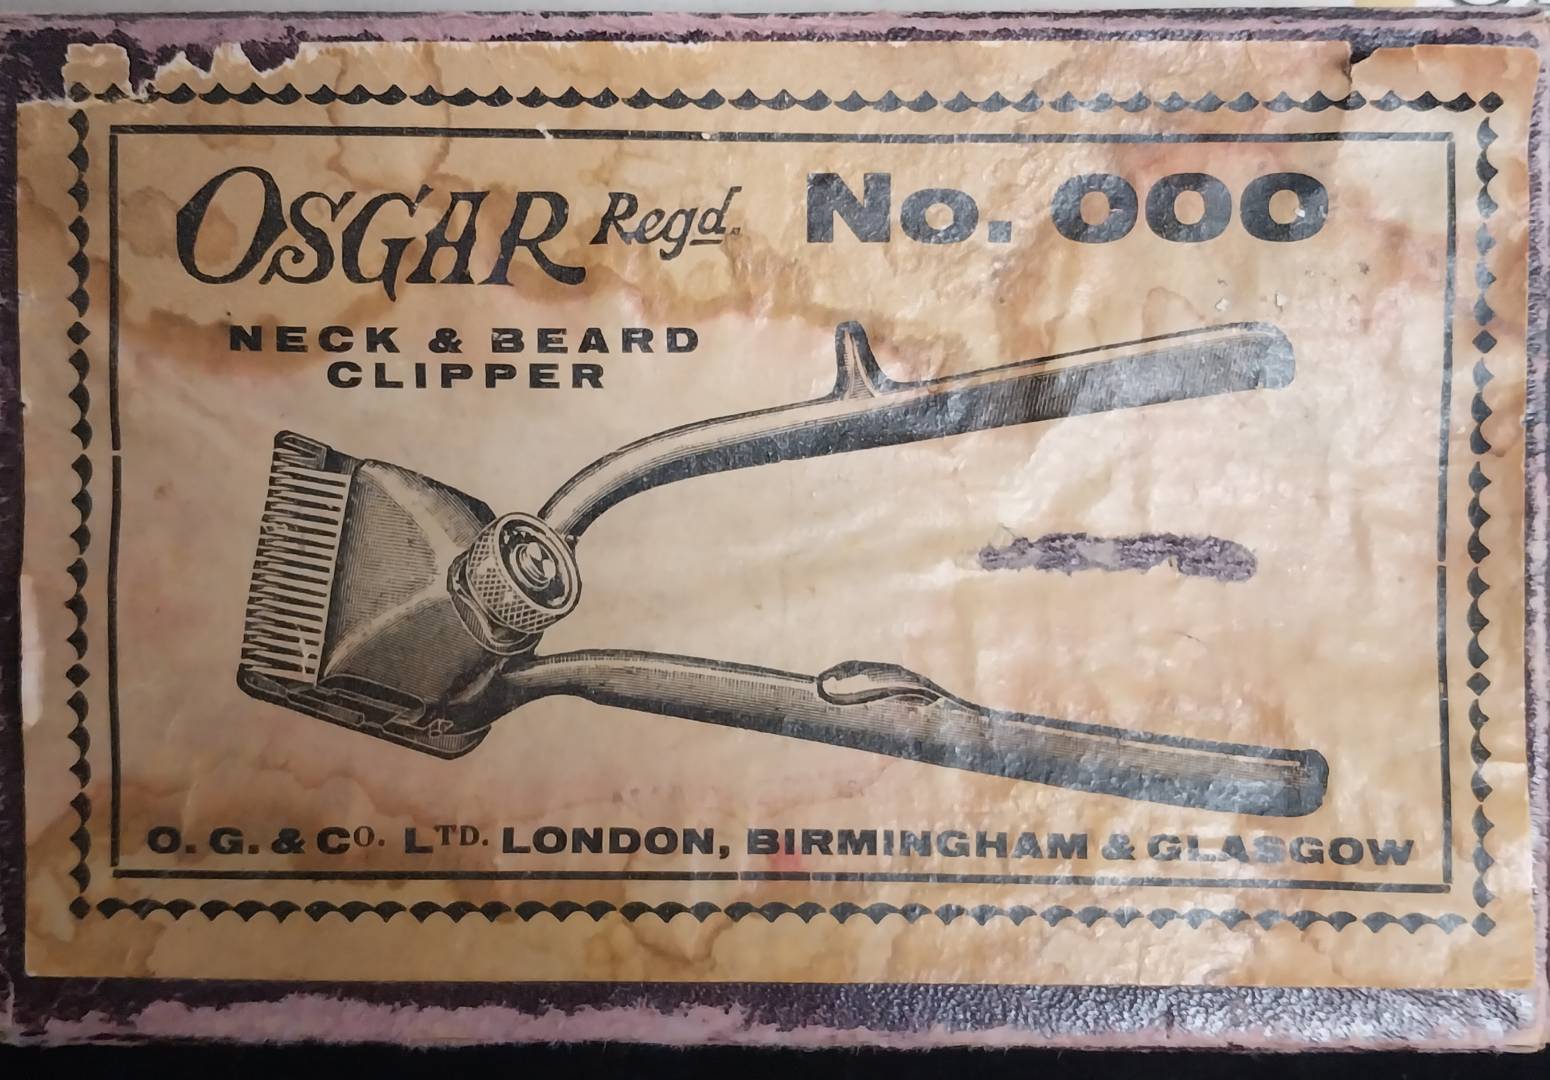 OSGAR Regd. No. 000
NECK & BEARD
CLIPPER
O. G. & CO. LTD. LONDON, BIRMINGHAM & GLASGOW